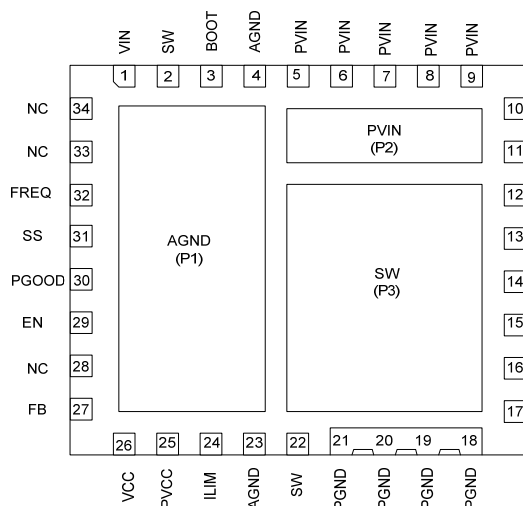 VIN SW BOOT AGND PVIN PVIN PVIN PVIN PVIN
1 2 3 4 5 6 7 8 9
NC 34 10
NC 33 11
PVIN
(P2)
FREQ 32 12
SS 31 13
AGND
(P1)
SW
(P3)
PGOOD 30 14
EN 29 15
NC 28 16
FB 27 17
26 25 24 23 22 21 20 19 18
VCC PVCC ILIM AGND SW PGND PGND PGND PGND